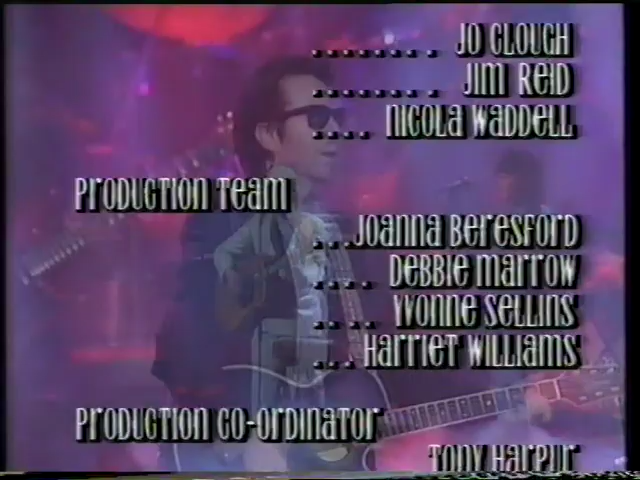 ........ JO CLOUGH
........ JIM REID
.... NICOLA WADDELL
PRODUCTION TEAM
...JOANNA BERESFORD
.... DEBBIE MARROW
.. .. YVONNE SELLINS
.. . HARRIET WILLIAMS
PRODUCTION CO-ORDINATOR
TONY HARPUR